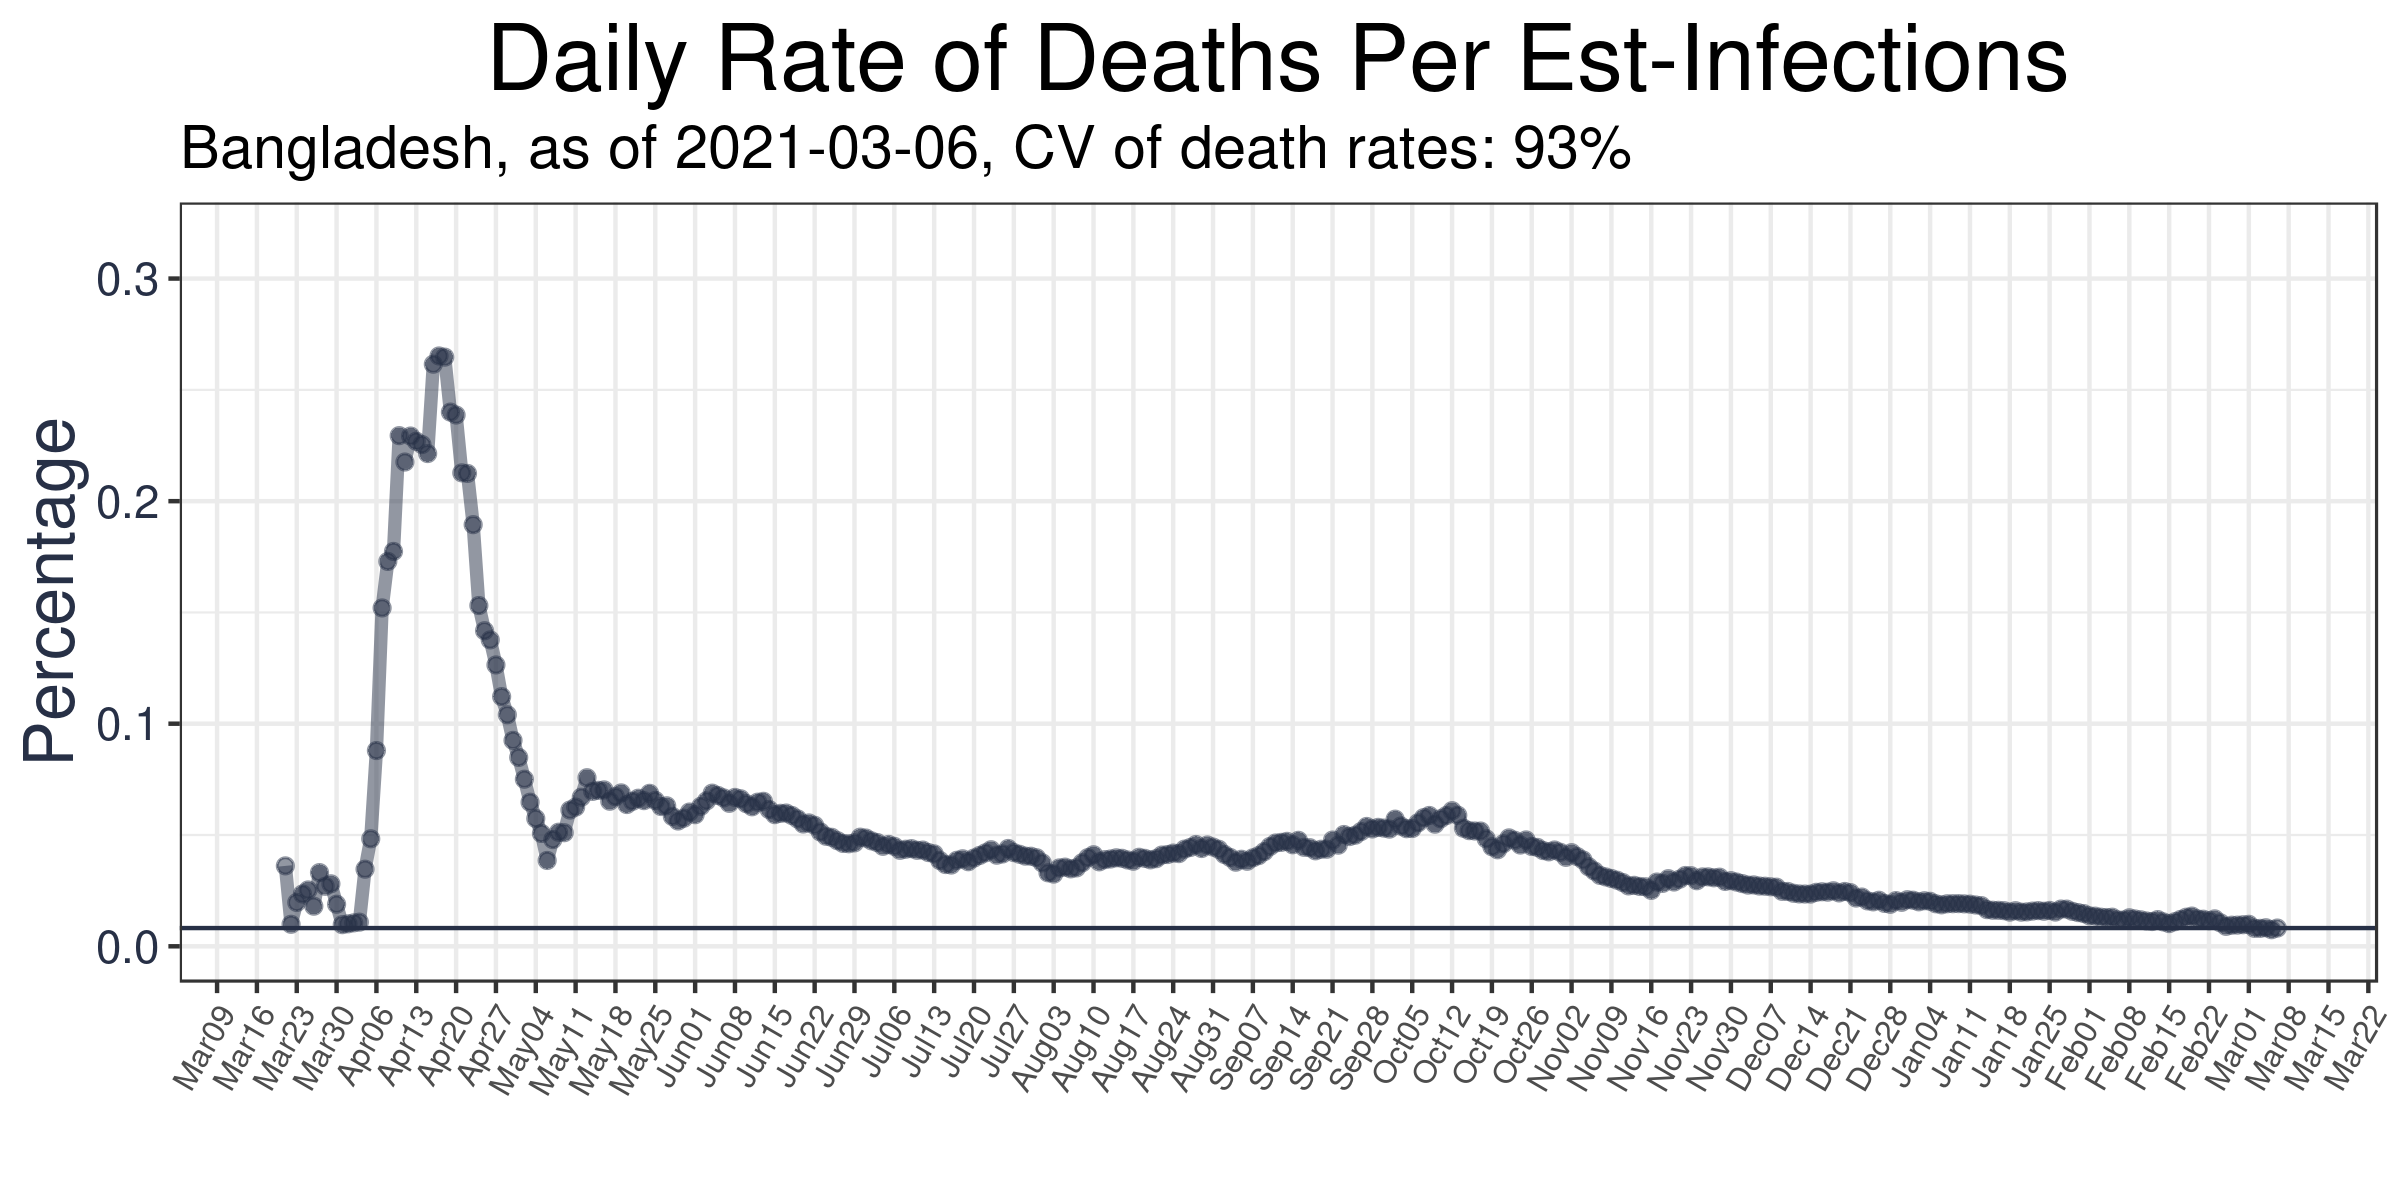 Daily Rate of Deaths Per Est-Infections
Bangladesh, as of 2021-03-06, CV of death rates: 93%
Percentage
0.3
0.2
0.1
0.0
Mar09 Mar16 Mar23 Mar30 Apr06 Apr13 Apr20 Apr27 May04 May11 May18 May25 Jun01 Jun08 Jun15 Jun22 Jun29 Jul06 Jul13 Jul20 Jul27 Aug03 Aug10 Aug17 Aug24 Aug31 Sep07 Sep14 Sep21 Sep28 Oct05 Oct12 Oct19 Oct26 Nov02 Nov09 Nov16 Nov23 Nov30 Dec07 Dec14 Dec21 Dec28 Jan04 Jan11 Jan18 Jan25 Feb01 Feb08 Feb15 Feb22 Mar01 Mar08 Mar15 Mar22